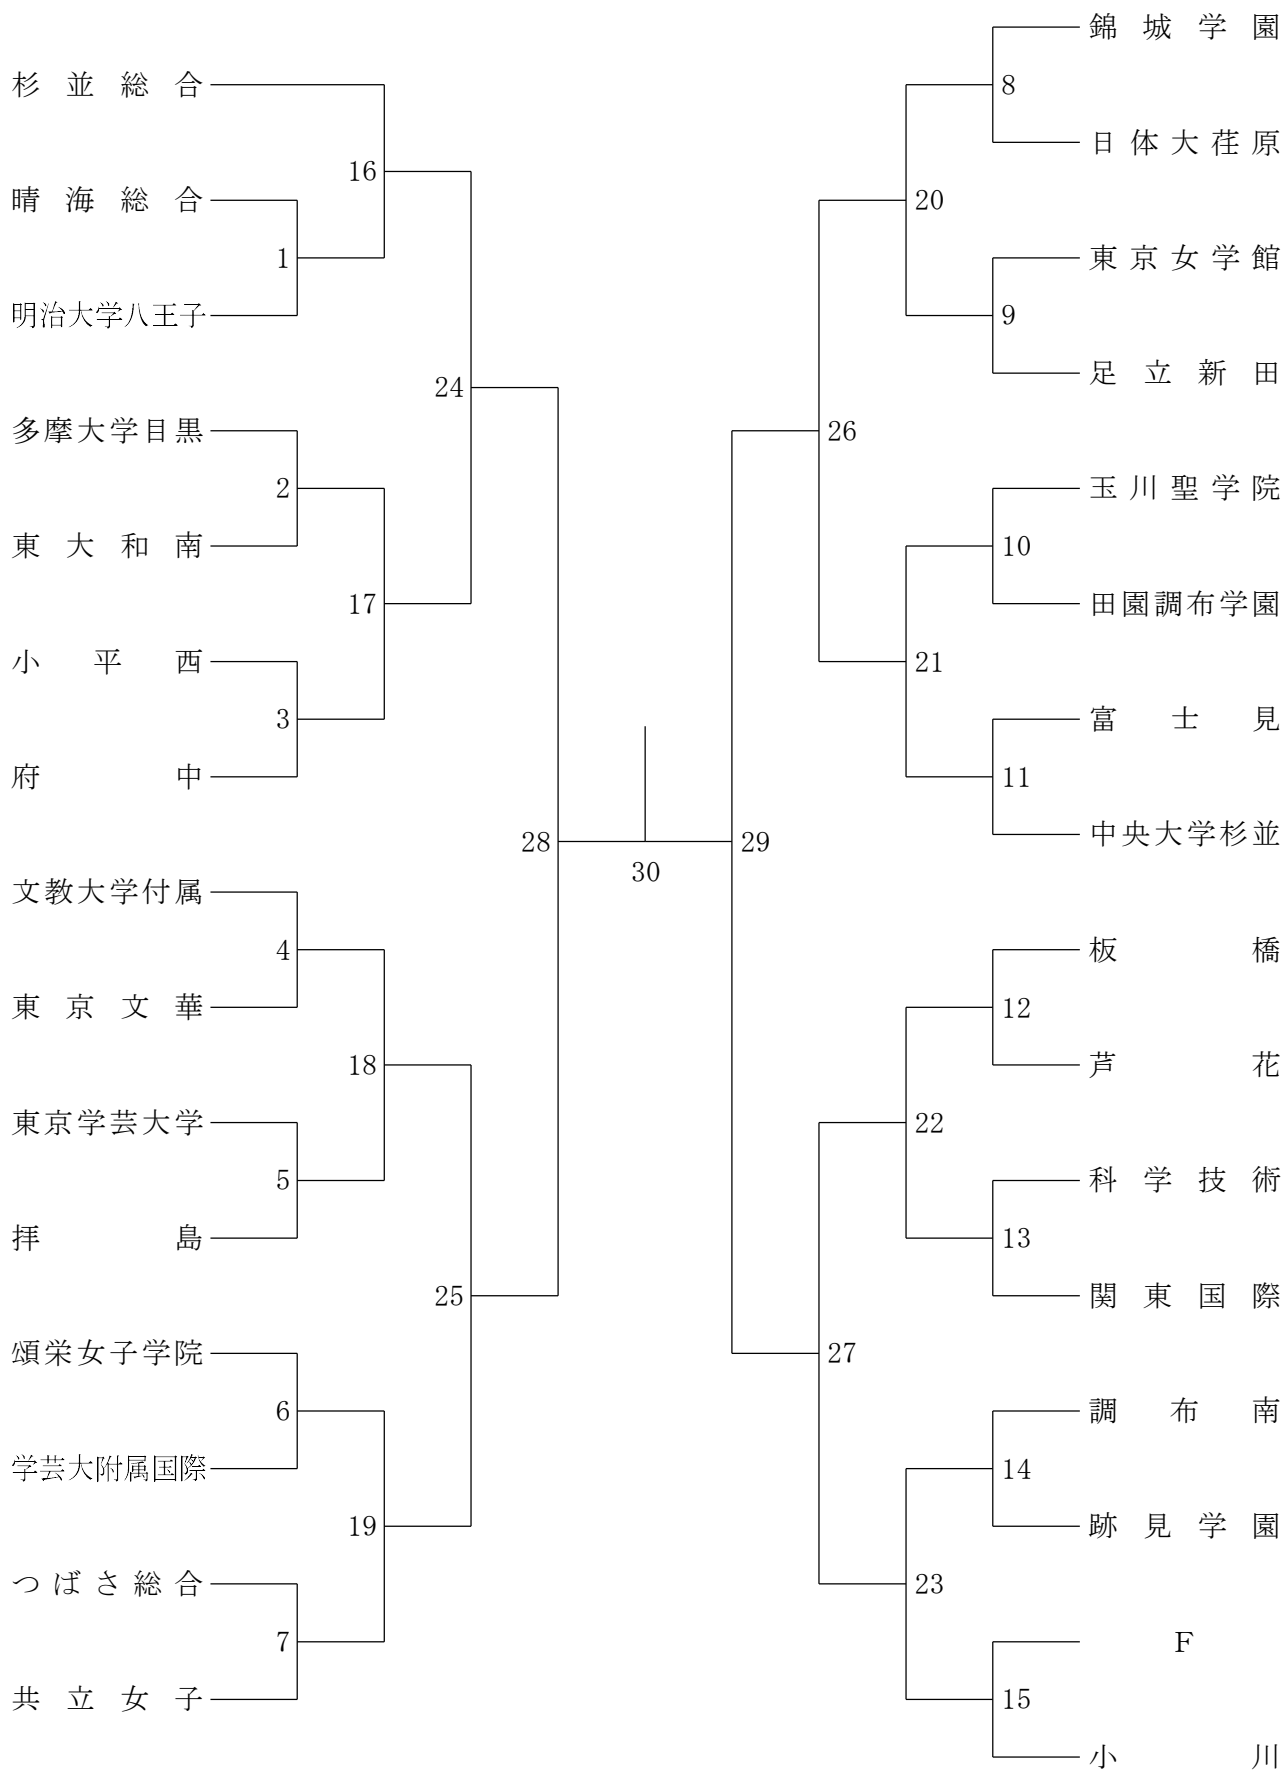 錦城学園
杉並総合
8
日体大荏原
16
晴海総合
20
1
東京女学館
明治大学八王子
9
足立新田
24
多摩大学目黒
26
2
玉川聖学院
東大和南
10
17
田園調布学園
小平西
21
3
富士見
府中
11
中央大学杉並
28
29
30
文教大学付属
4
板橋
東京文華
12
18
芦花
東京学芸大学
22
5
科学技術
拝島
13
25
関東国際
頌栄女子学院
27
6
調布南
学芸大附属国際
14
19
跡見学園
つばさ総合
23
7
F
共立女子
15
小川